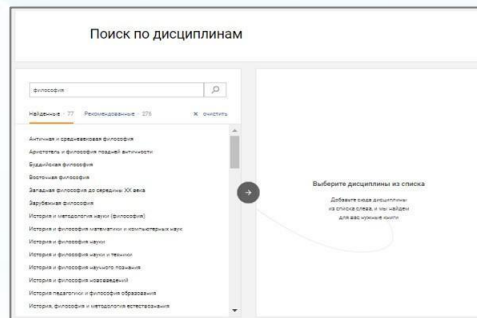 Поиск по дисциплинам
философия
Найденные 77 Рекомендованные 276 × очистить
Античная и средневековая философия
Аристотель и философия поздней античности
Буддийская философия
Восточная философия
Западная философия до середины XX века
Зарубежная философия
История и методология науки (философия)
История и философия математики и компьютерных наук
История и философия науки
История и философия науки и техники
История и философия научного познания
История и философия нововведений
История педагогики и философия образования
История, философия и методология естествознания
Выберите дисциплины из списка
Добавьте сюда дисциплины
из списка слева, и мы найдем
для вас нужные книги